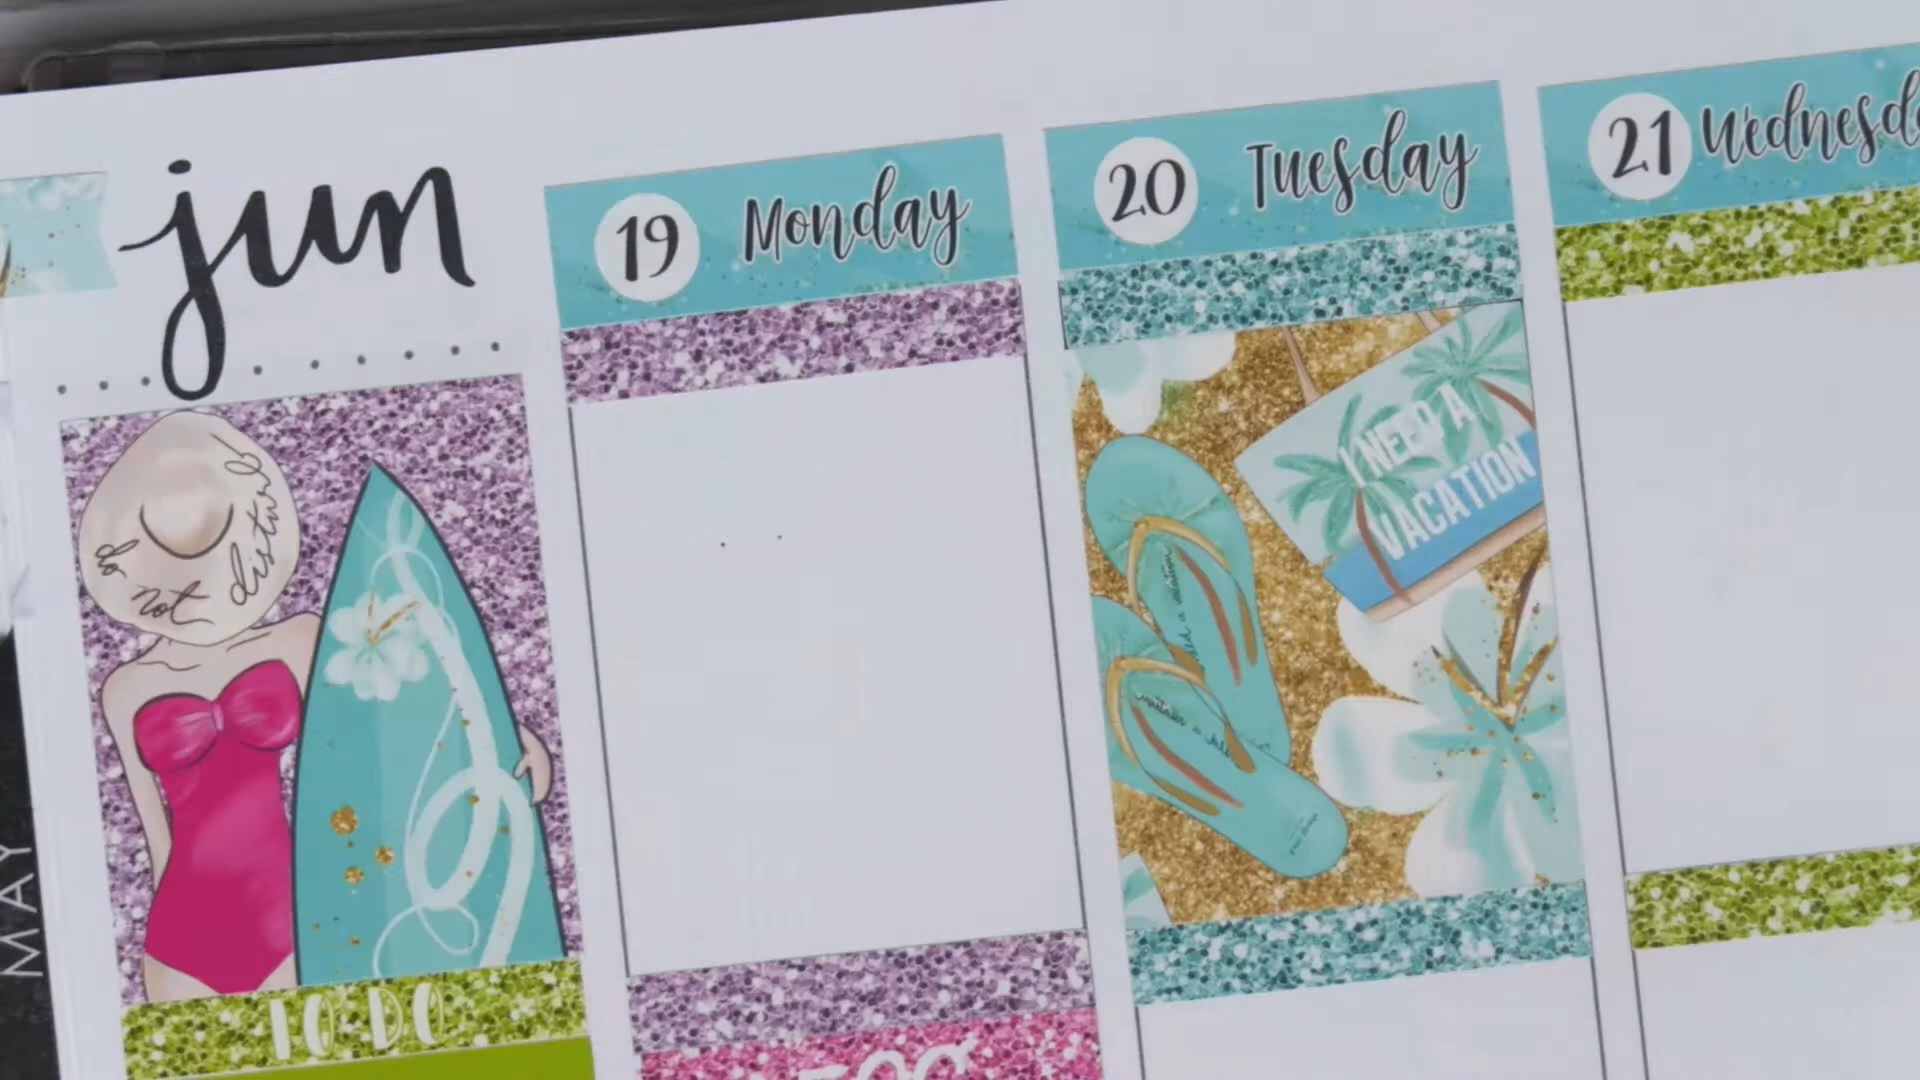 jun
19 Monday
20 Tuesday
21 Wednesd
do not disturb
I NEED A
VACATION
MAY
TO DO